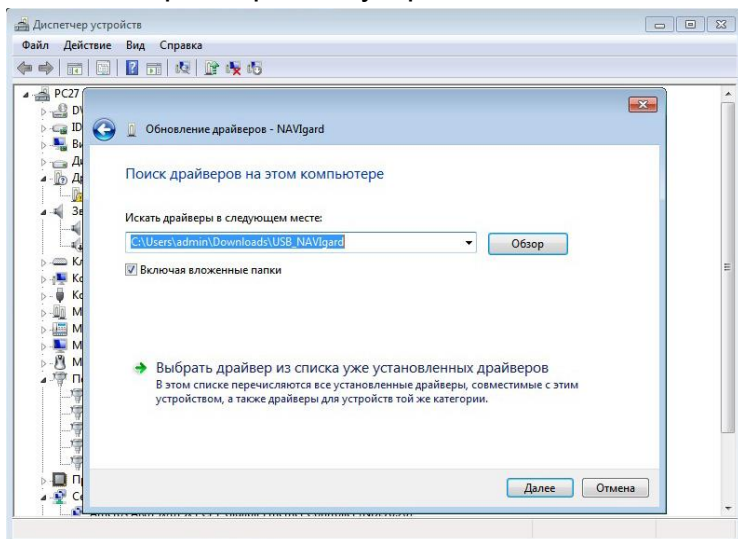 Диспетчер устройств
Файл Действие Вид Справка
PC27
Обновление драйверов - NAVIgard
Поиск драйверов на этом компьютере
Искать драйверы в следующем месте:
C:\Users\admin\Downloads\USB_NAVIgard
Обзор
Включая вложенные папки
Выбрать драйвер из списка уже установленных драйверов
В этом списке перечисляются все установленные драйверы, совместимые с этим
устройством, а также драйверы для устройств той же категории.
Далее Отмена